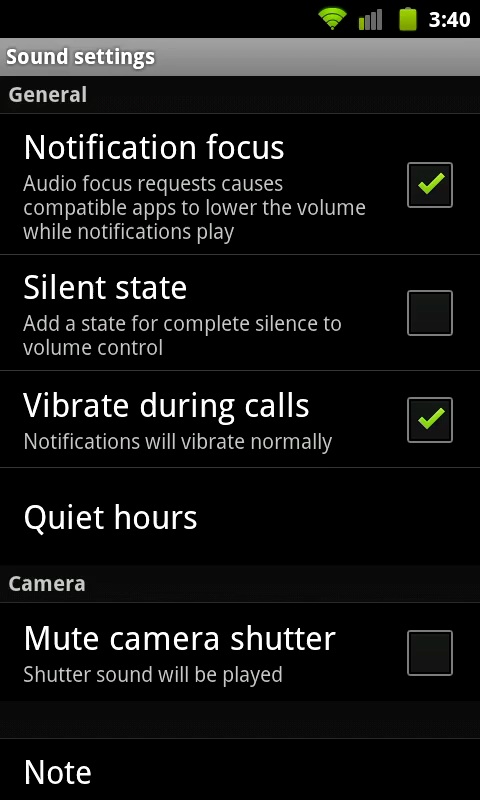 3:40
Sound settings
General
Notification focus
Audio focus requests causes
compatible apps to lower the volume
while notifications play
Silent state
Add a state for complete silence to
volume control
Vibrate during calls
Notifications will vibrate normally
Quiet hours
Camera
Mute camera shutter
Shutter sound will be played
Note